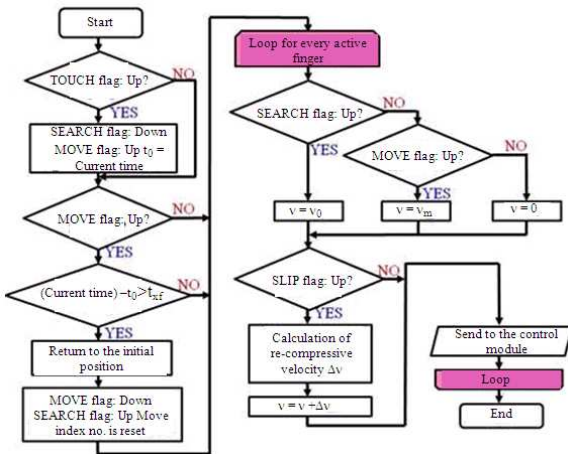 Start
TOUCH flag: Up?
NO
YES
SEARCH flag: Down
MOVE flag: Up t₀ =
Current time
MOVE flag:,Up?
NO
YES
(Current time) –t₀>tₓf
NO
YES
Return to the initial
position
MOVE flag: Down
SEARCH flag: Up Move
index no. is reset
Loop for every active
finger
SEARCH flag: Up?
NO
YES
MOVE flag: Up?
NO
YES
v = v₀
v = vₘ
v = 0
SLIP flag: Up?
NO
YES
Calculation of
re-compressive
velocity Δv
v = v +Δv
Send to the control
module
Loop
End